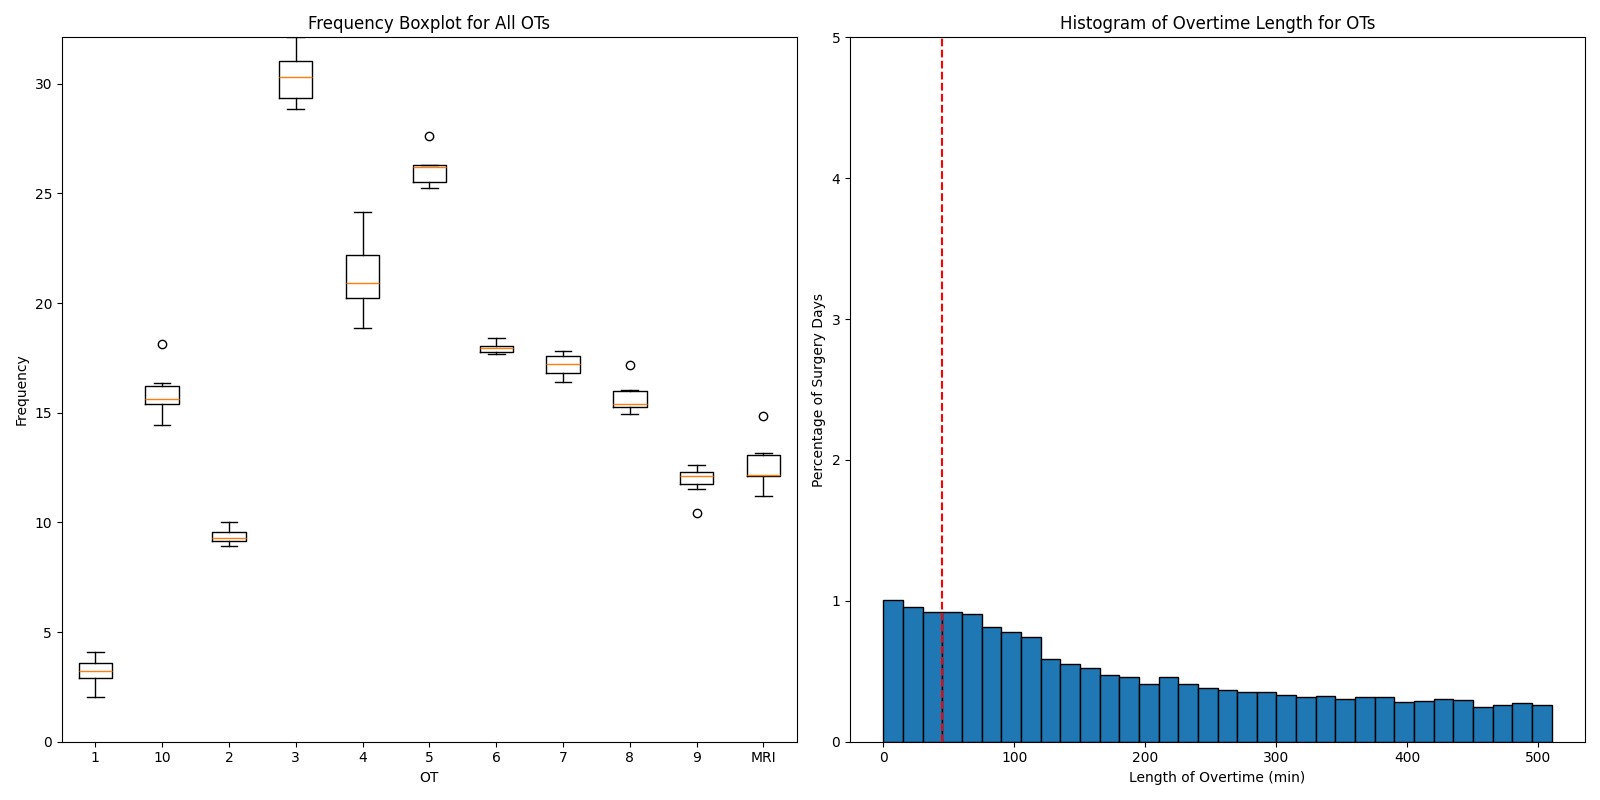 Frequency Boxplot for All OTs
Frequency
30
25
20
15
10
5
0
1 10 2 3 4 5 6 7 8 9 MRI
OT
Histogram of Overtime Length for OTs
Percentage of Surgery Days
5
4
3
2
1
0
0 100 200 300 400 500
Length of Overtime (min)